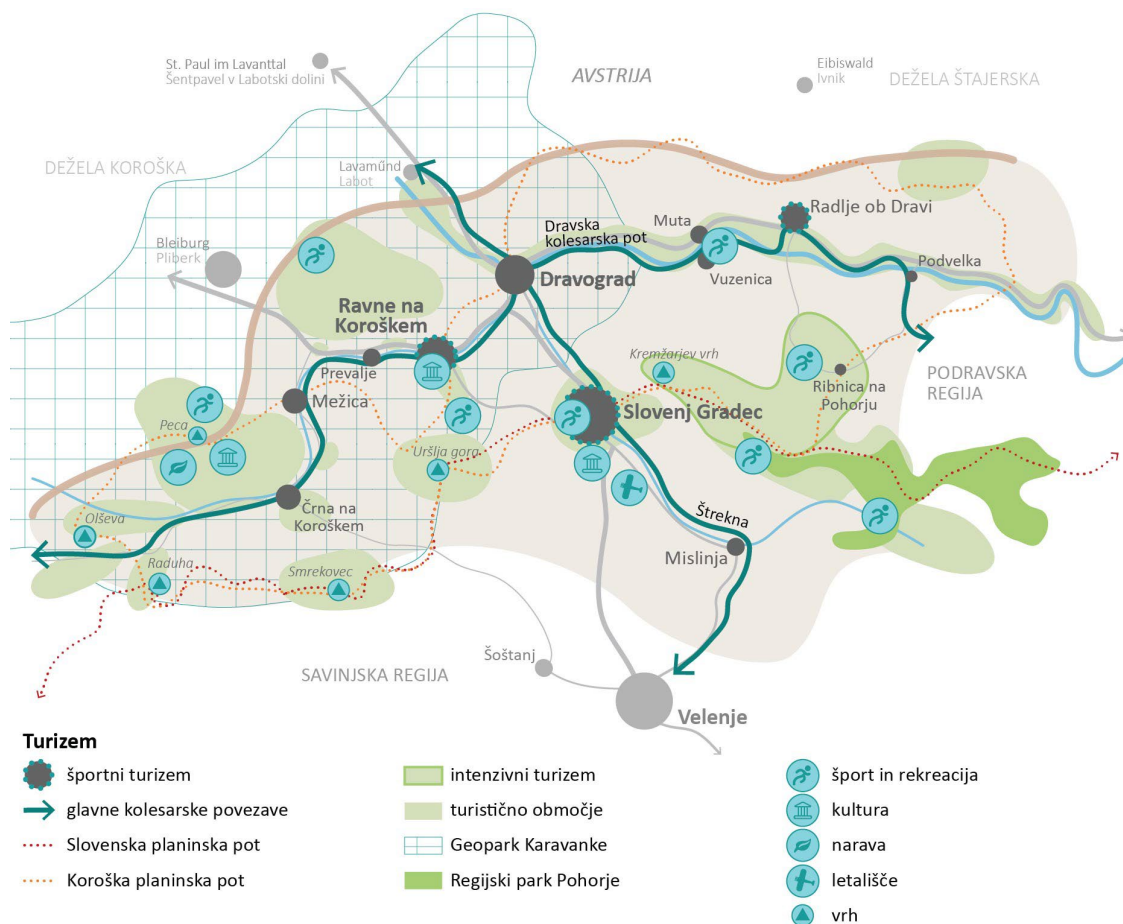 St. Paul im Lavanttal
Šentpavel v Labotski dolini
AVSTRIJA
Eibiswald
Ivnik
DEŽELA ŠTAJERSKA
DEŽELA KOROŠKA
Lavaműnd
Labot
Bleiburg
Pliberk
Dravska
kolesarska pot
Muta
Radlje ob Dravi
Vuzenica
Podvelka
Dravograd
Ravne na
Koroškem
Prevalje
Mežica
Kremžarjev vrh
Ribnica na
Pohorju
PODRAVSKA
REGIJA
Peca
Uršlja gora
Slovenj Gradec
Črna na
Koroškem
Olševa
Raduha
Smrekovec
Štrekna
Mislinja
SAVINJSKA REGIJA
Šoštanj
Velenje
Turizem
športni turizem
glavne kolesarske povezave
Slovenska planinska pot
Koroška planinska pot
intenzivni turizem
turistično območje
Geopark Karavanke
Regijski park Pohorje
šport in rekreacija
kultura
narava
letališče
vrh